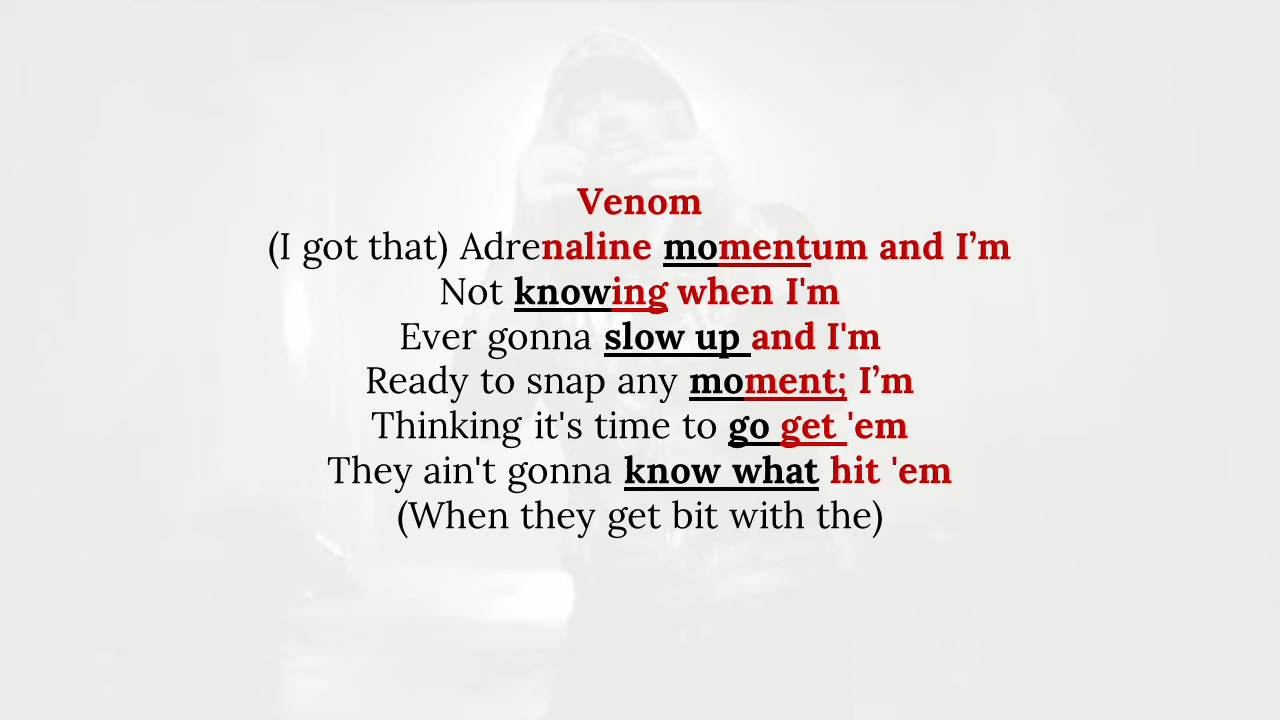 Venom
(I got that) Adrenaline momentum and I’m
Not knowing when I'm
Ever gonna slow up and I'm
Ready to snap any moment; I’m
Thinking it's time to go get 'em
They ain't gonna know what hit 'em
(When they get bit with the)